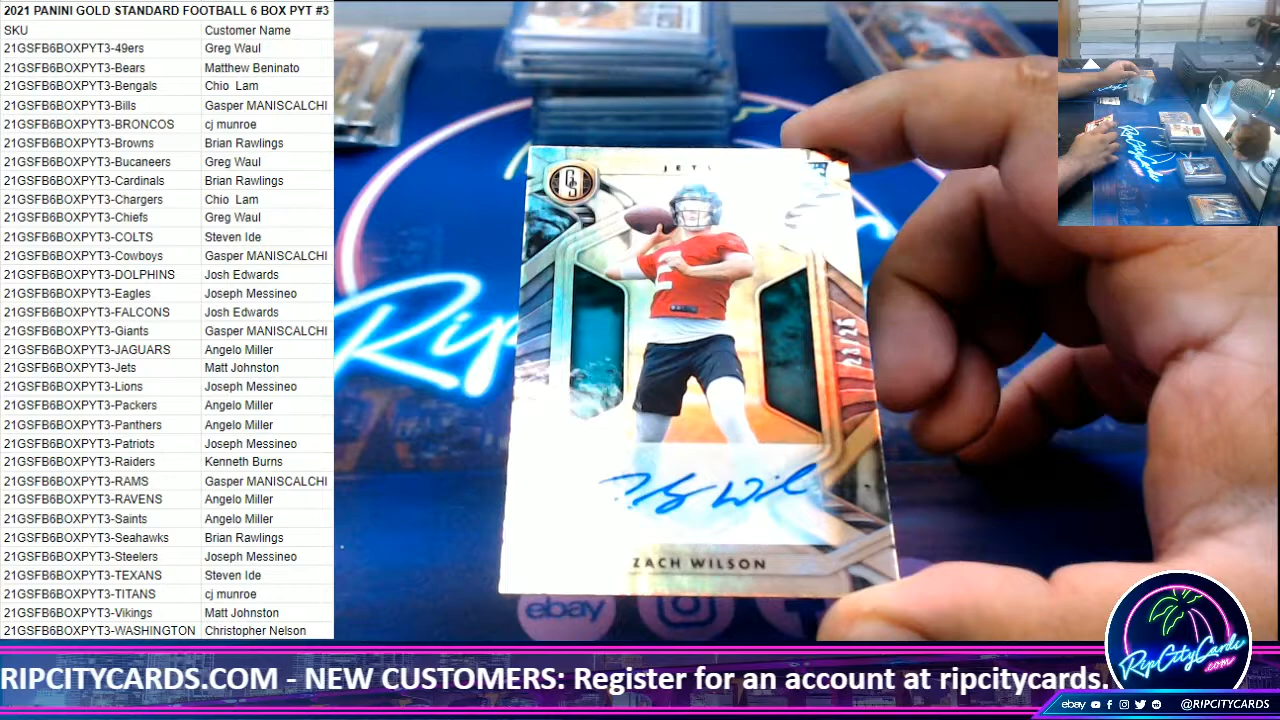 2021 PANINI GOLD STANDARD FOOTBALL 6 BOX PYT #3
SKU Customer Name
21GSFB6BOXPYT3-49ers Greg Waul
21GSFB6BOXPYT3-Bears Matthew Beninato
21GSFB6BOXPYT3-Bengals Chio Lam
21GSFB6BOXPYT3-Bills Gasper MANISCALCHI
21GSFB6BOXPYT3-BRONCOS cj munroe
21GSFB6BOXPYT3-Browns Brian Rawlings
21GSFB6BOXPYT3-Bucaneers Greg Waul
21GSFB6BOXPYT3-Cardinals Brian Rawlings
21GSFB6BOXPYT3-Chargers Chio Lam
21GSFB6BOXPYT3-Chiefs Greg Waul
21GSFB6BOXPYT3-COLTS Steven Ide
21GSFB6BOXPYT3-Cowboys Gasper MANISCALCHI
21GSFB6BOXPYT3-DOLPHINS Josh Edwards
21GSFB6BOXPYT3-Eagles Joseph Messineo
21GSFB6BOXPYT3-FALCONS Josh Edwards
21GSFB6BOXPYT3-Giants Gasper MANISCALCHI
21GSFB6BOXPYT3-JAGUARS Angelo Miller
21GSFB6BOXPYT3-Jets Matt Johnston
21GSFB6BOXPYT3-Lions Joseph Messineo
21GSFB6BOXPYT3-Packers Angelo Miller
21GSFB6BOXPYT3-Panthers Angelo Miller
21GSFB6BOXPYT3-Patriots Joseph Messineo
21GSFB6BOXPYT3-Raiders Kenneth Burns
21GSFB6BOXPYT3-RAMS Gasper MANISCALCHI
21GSFB6BOXPYT3-RAVENS Angelo Miller
21GSFB6BOXPYT3-Saints Angelo Miller
21GSFB6BOXPYT3-Seahawks Brian Rawlings
21GSFB6BOXPYT3-Steelers Joseph Messineo
21GSFB6BOXPYT3-TEXANS Steven Ide
21GSFB6BOXPYT3-TITANS cj munroe
21GSFB6BOXPYT3-Vikings Matt Johnston
21GSFB6BOXPYT3-WASHINGTON Christopher Nelson
JETS
GS
2
ZACH WILSON
Rip
ebay
RipCityCards
.com
RIPCITYCARDS.COM - NEW CUSTOMERS: Register for an account at ripcitycards.
ebay @RIPCITYCARDS